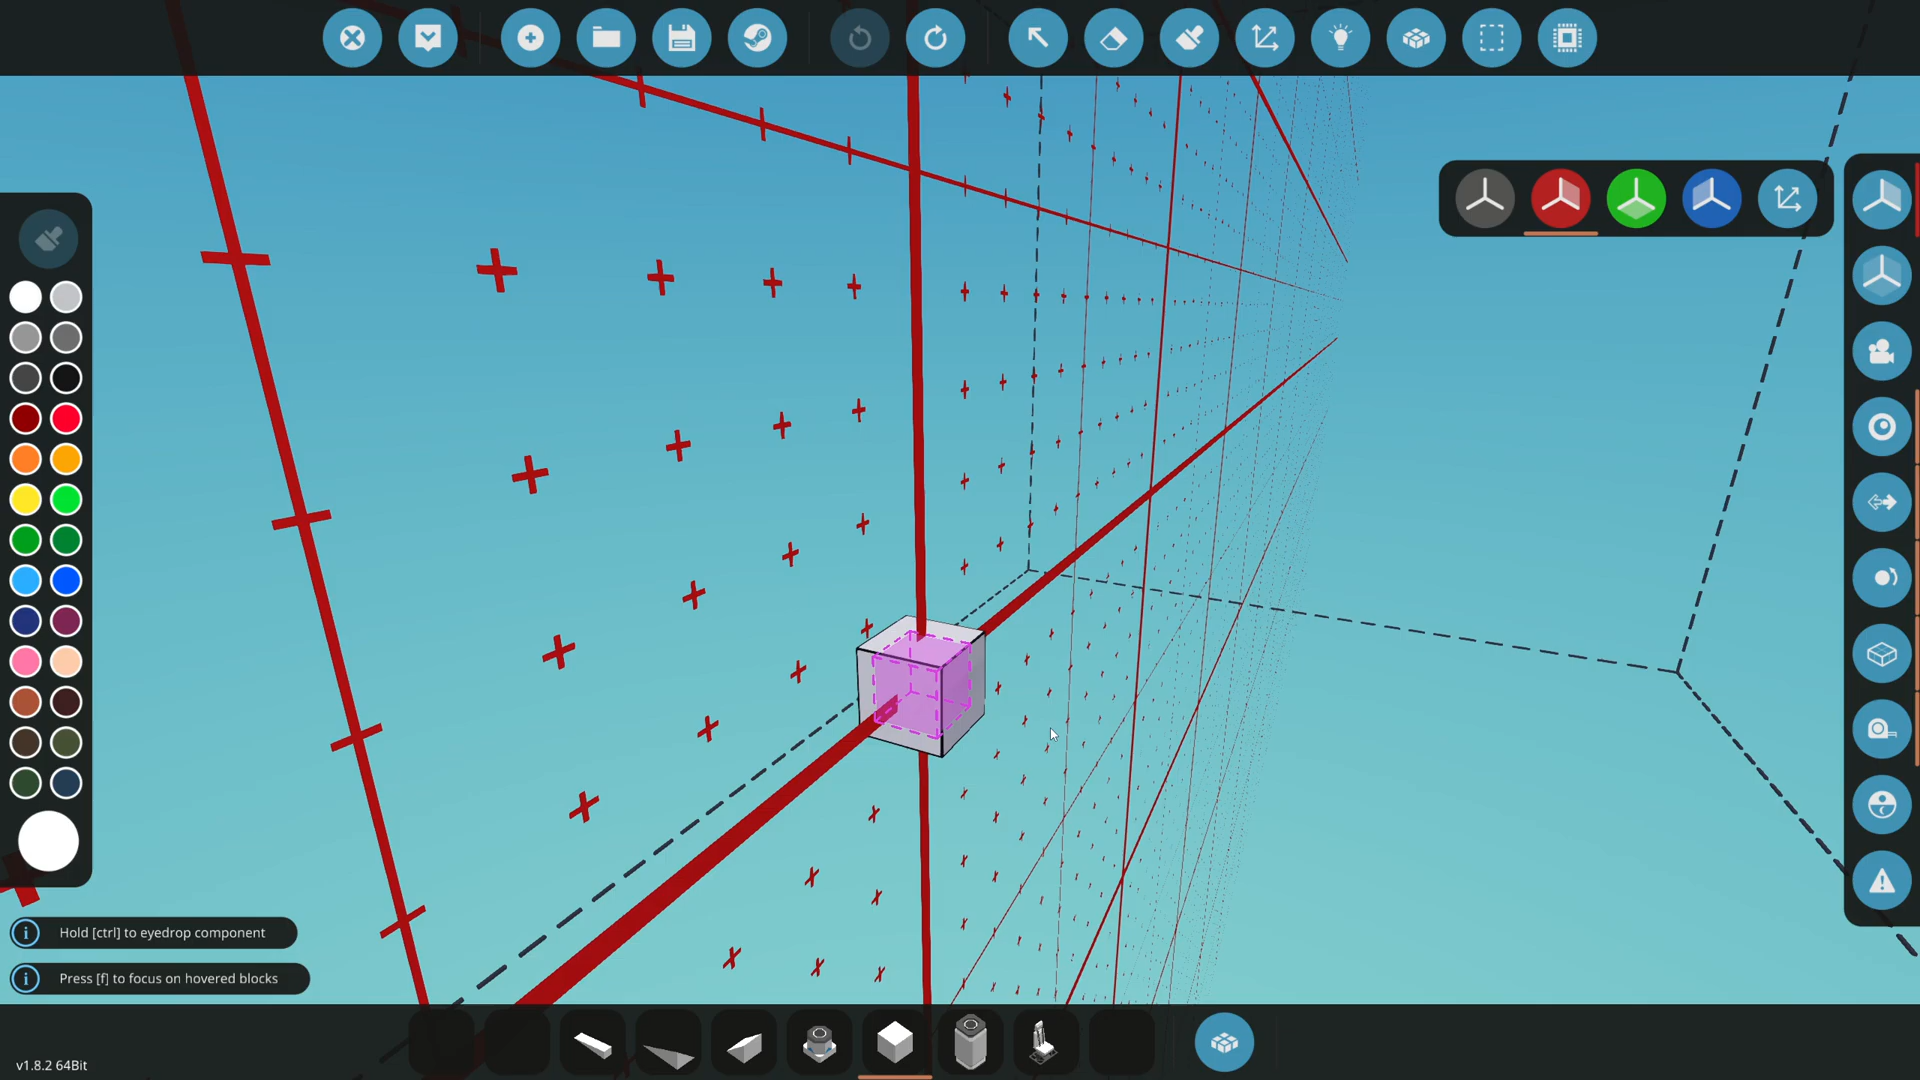 Hold [ctrl] to eyedrop component
Press [f] to focus on hovered blocks
v1.8.2 64Bit